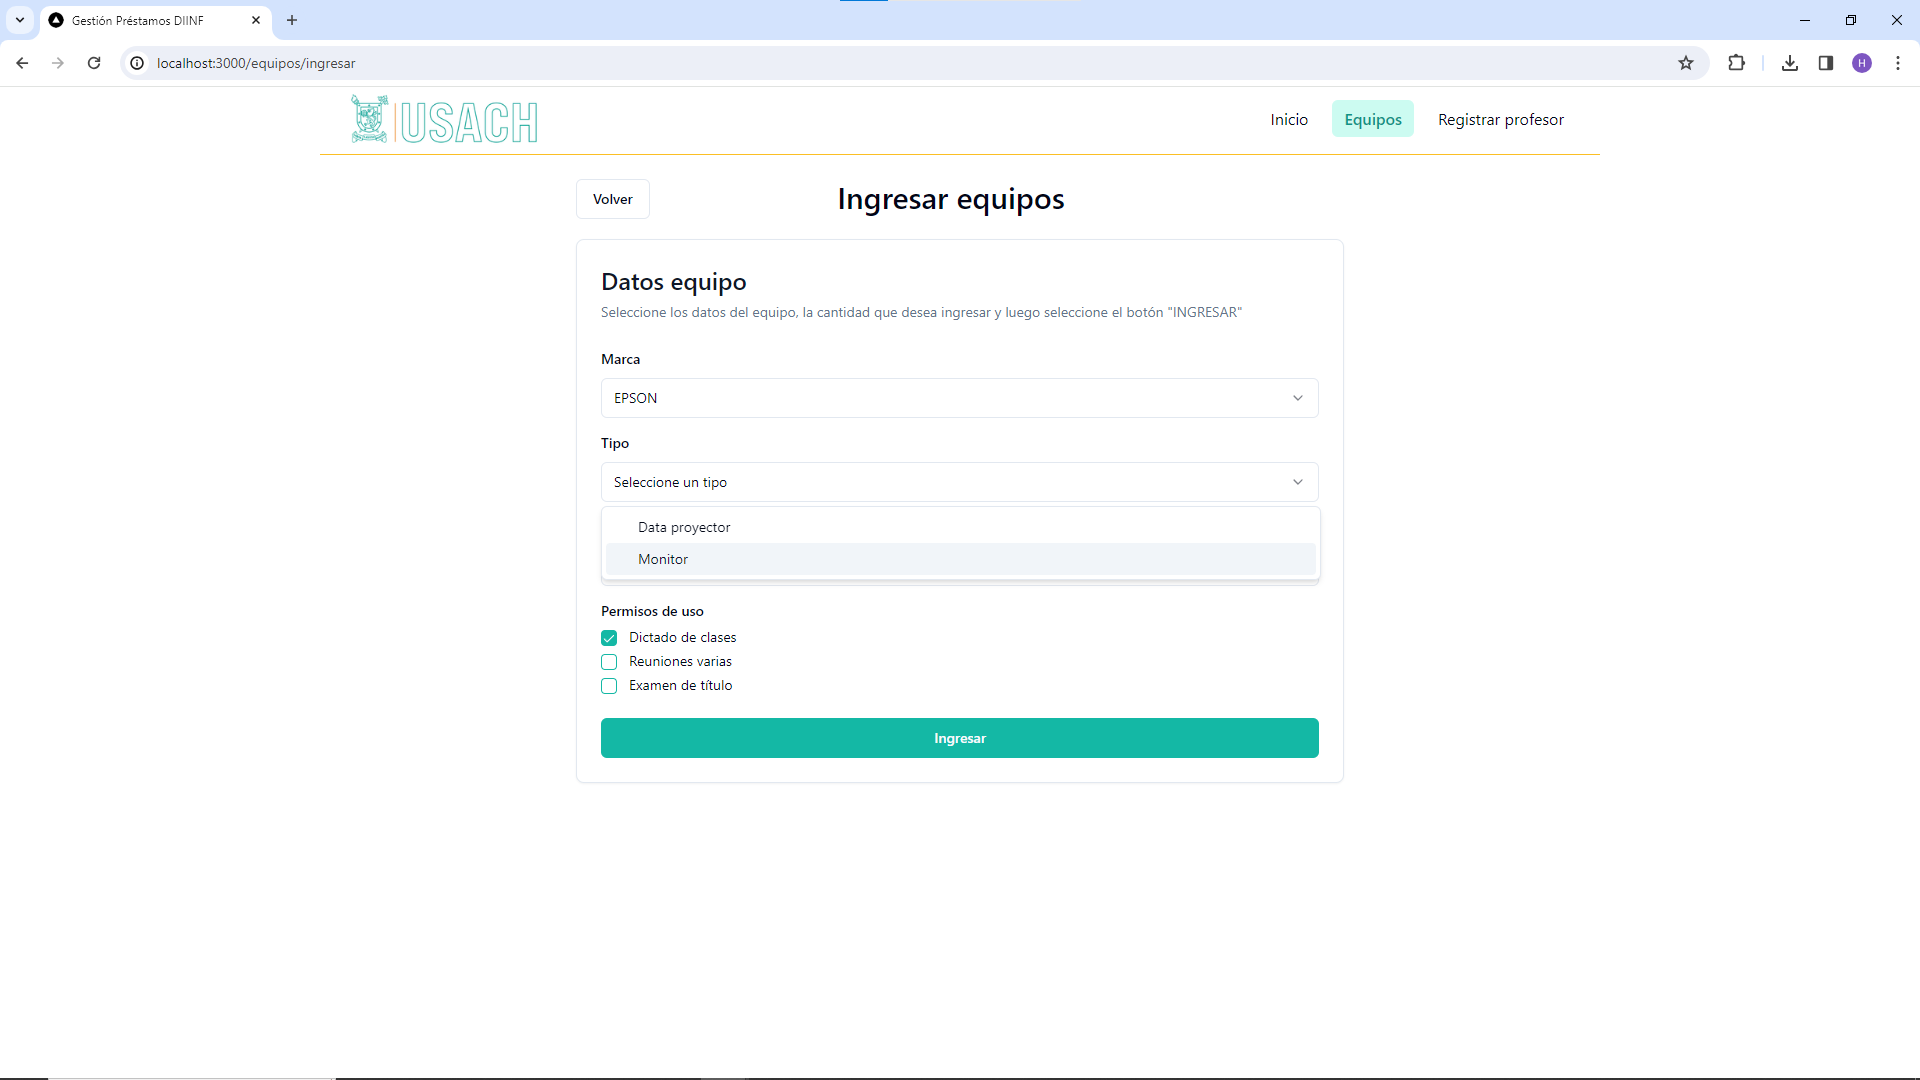 Gestión Préstamos DIINF
localhost:3000/equipos/ingresar
H
USACH
Inicio
Equipos
Registrar profesor
Volver
Ingresar equipos
Datos equipo
Seleccione los datos del equipo, la cantidad que desea ingresar y luego seleccione el botón "INGRESAR"
Marca
EPSON
Tipo
Seleccione un tipo
Data proyector
Monitor
Permisos de uso
Dictado de clases
Reuniones varias
Examen de título
Ingresar